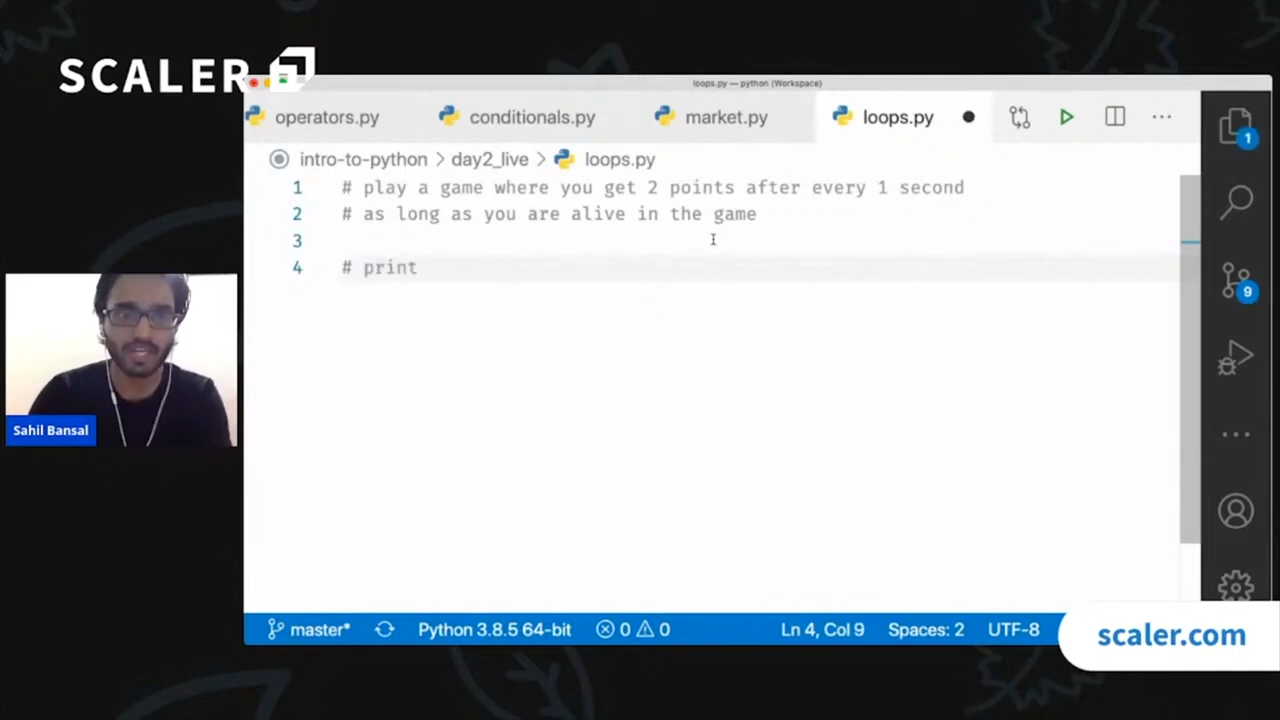 SCALER
loops.py — python (Workspace)
operators.py conditionals.py market.py loops.py
intro-to-python > day2_live > loops.py
1 # play a game where you get 2 points after every 1 second
2 # as long as you are alive in the game
3
4 # print
1
9
Sahil Bansal
master* Python 3.8.5 64-bit 0 0 Ln 4, Col 9 Spaces: 2 UTF-8
scaler.com